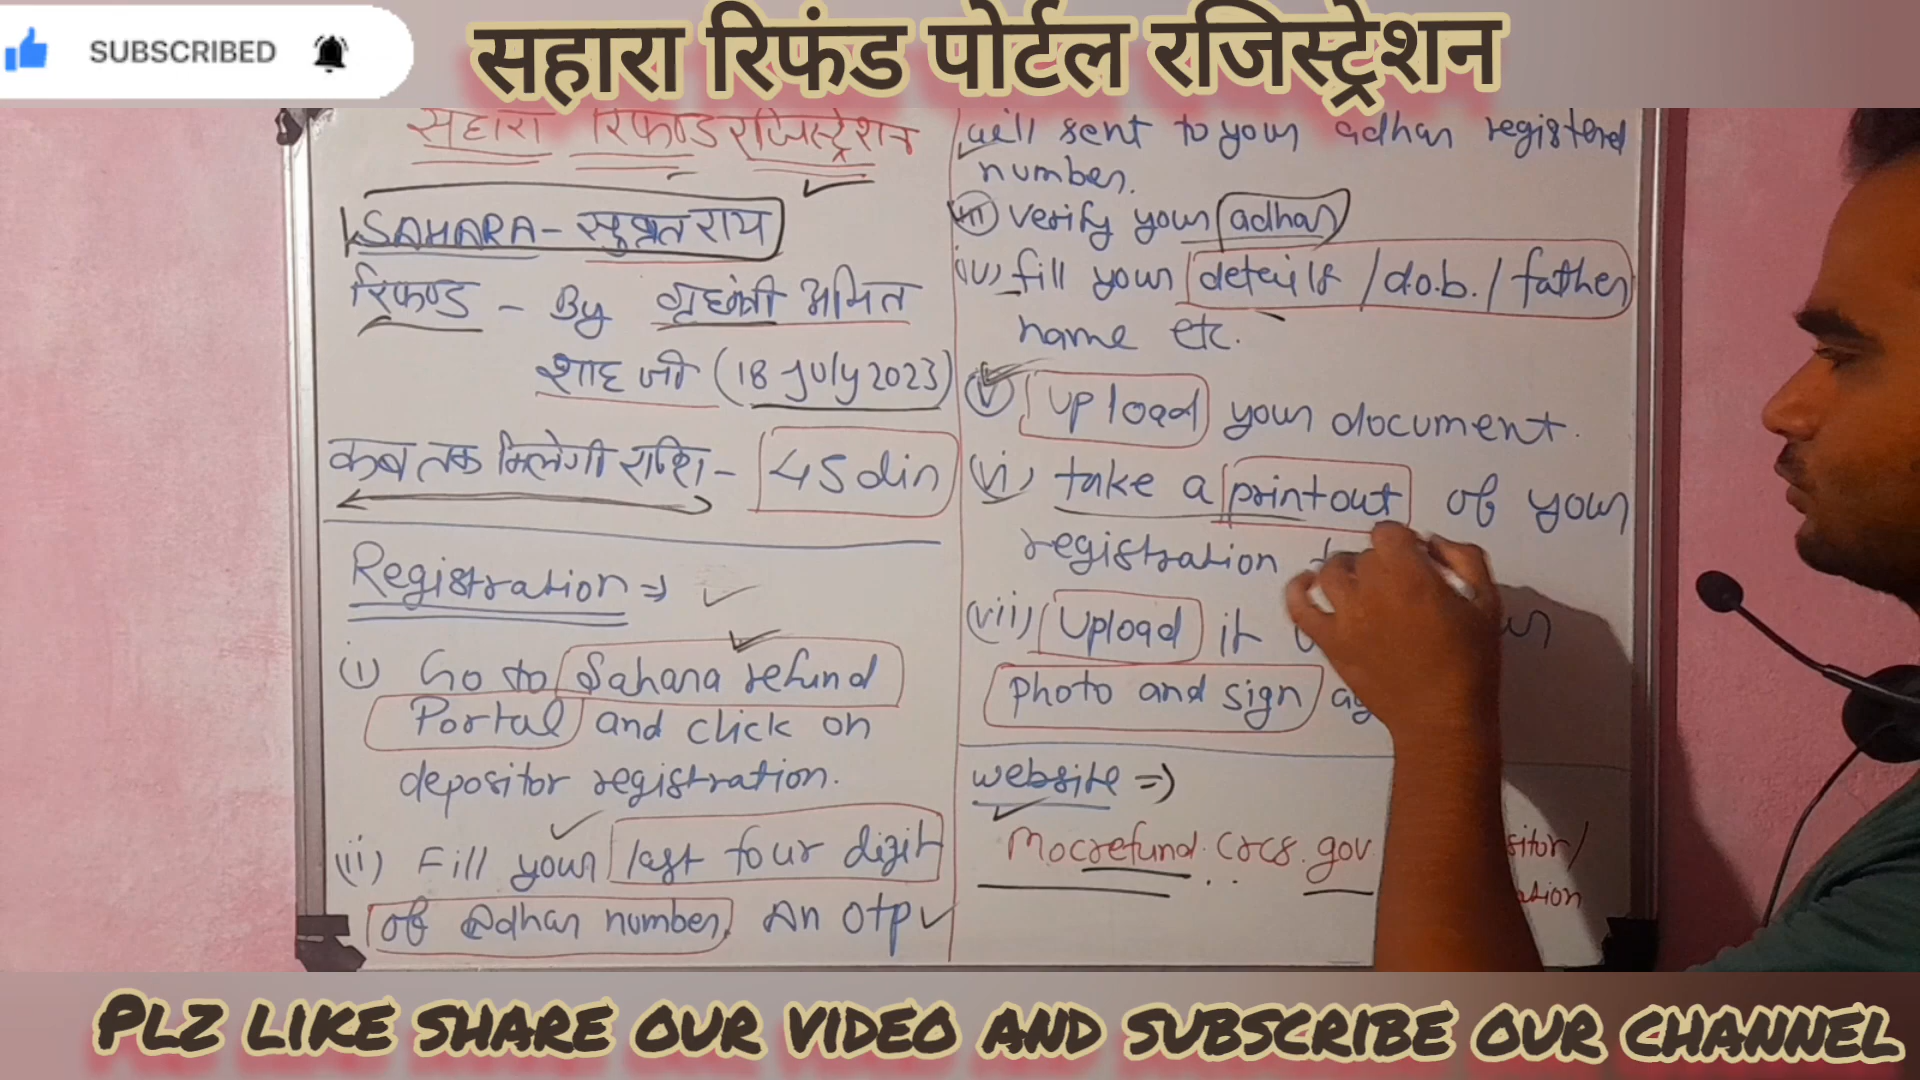 SUBSCRIBED
सहारा रिफंड पोर्टल रजिस्ट्रेशन
सहारा रिफण्ड रजिस्ट्रेशन
SAHARA - सुब्रत राय
रिफण्ड - By गृहमंत्री अमित
शाह जी (18 July 2023)
कब तक मिलेगी राशि - 45 din
Registration ⇒
(i) Go to Sahara refund
Portal and click on
depositor registration.
(ii) Fill your last four digit
of Adhar number. An otp
will sent to your adhar registered
number.
(iii) verify your adhar
(iv) fill your details / d.o.b. / father
name etc.
(v) upload your document.
(vi) take a printout of your
registration
(vii) Upload it
photo and sign
website ⇒
mocrefund.crcs.gov
PLZ LIKE SHARE OUR VIDEO AND SUBSCRIBE OUR CHANNEL